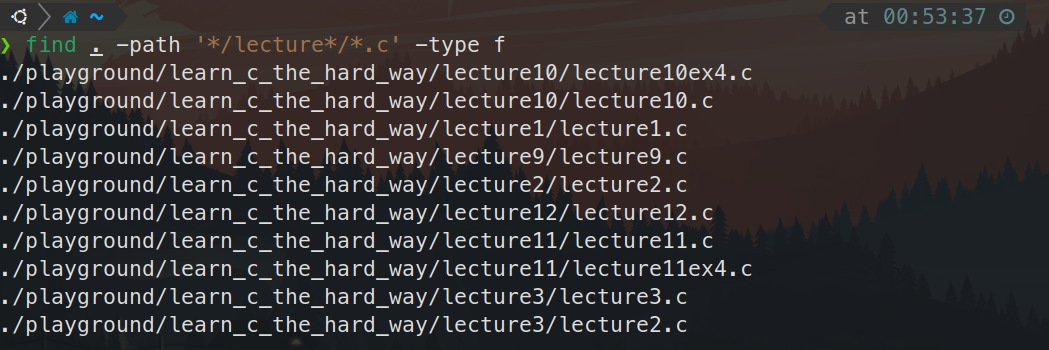 ~ at 00:53:37
❯ find . -path '*/lecture*/*.c' -type f
./playground/learn_c_the_hard_way/lecture10/lecture10ex4.c
./playground/learn_c_the_hard_way/lecture10/lecture10.c
./playground/learn_c_the_hard_way/lecture1/lecture1.c
./playground/learn_c_the_hard_way/lecture9/lecture9.c
./playground/learn_c_the_hard_way/lecture2/lecture2.c
./playground/learn_c_the_hard_way/lecture12/lecture12.c
./playground/learn_c_the_hard_way/lecture11/lecture11.c
./playground/learn_c_the_hard_way/lecture11/lecture11ex4.c
./playground/learn_c_the_hard_way/lecture3/lecture3.c
./playground/learn_c_the_hard_way/lecture3/lecture2.c